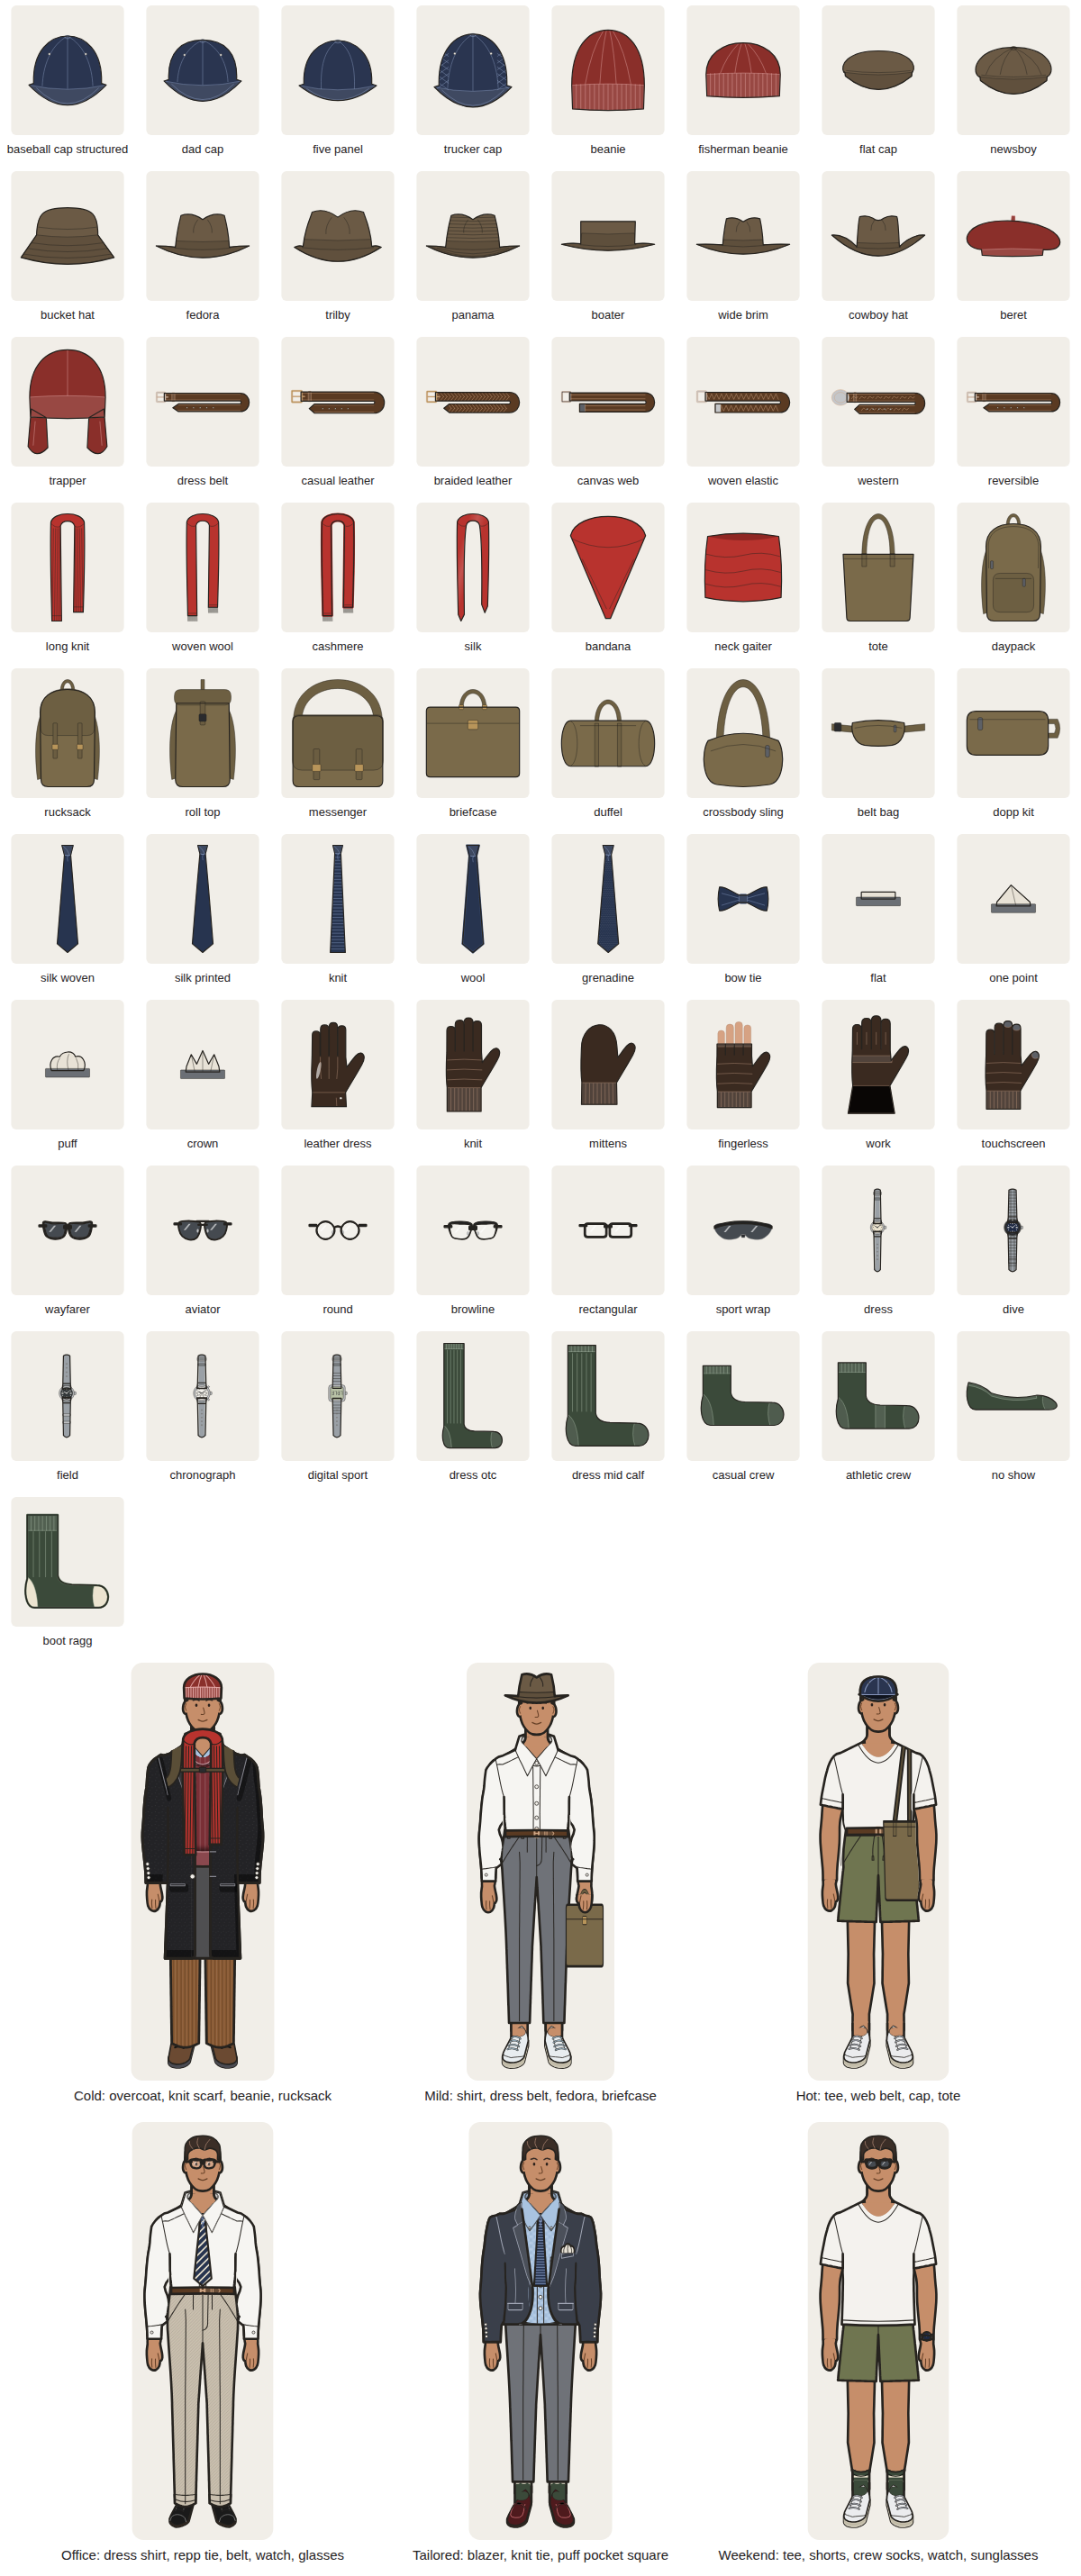 baseball cap structured
dad cap
five panel
trucker cap
beanie
fisherman beanie
flat cap
newsboy
bucket hat
fedora
trilby
panama
boater
wide brim
cowboy hat
beret
trapper
dress belt
casual leather
braided leather
canvas web
woven elastic
western
reversible
long knit
woven wool
cashmere
silk
bandana
neck gaiter
tote
daypack
rucksack
roll top
messenger
briefcase
duffel
crossbody sling
belt bag
dopp kit
silk woven
silk printed
knit
wool
grenadine
bow tie
flat
one point
puff
crown
leather dress
knit
mittens
fingerless
work
touchscreen
wayfarer
aviator
round
browline
rectangular
sport wrap
dress
dive
field
chronograph
digital sport
dress otc
dress mid calf
casual crew
athletic crew
no show
boot ragg
Cold: overcoat, knit scarf, beanie, rucksack
Mild: shirt, dress belt, fedora, briefcase
Hot: tee, web belt, cap, tote
Office: dress shirt, repp tie, belt, watch, glasses
Tailored: blazer, knit tie, puff pocket square
Weekend: tee, shorts, crew socks, watch, sunglasses